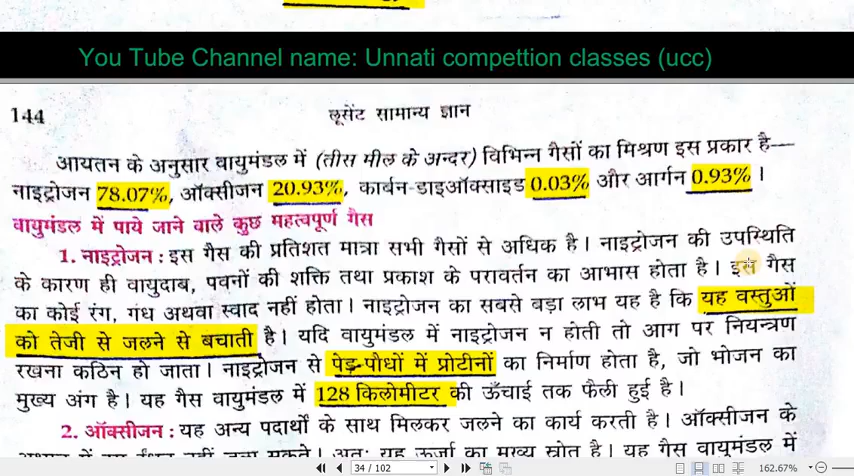 You Tube Channel name: Unnati compettion classes (ucc)
144 लूसेंट सामान्य ज्ञान
आयतन के अनुसार वायुमंडल में (तीस मील के अन्दर) विभिन्न गैसों का मिश्रण इस प्रकार है—
नाइट्रोजन 78.07%, ऑक्सीजन 20.93%, कार्बन-डाइऑक्साइड 0.03% और आर्गन 0.93% ।
वायुमंडल में पाये जाने वाले कुछ महत्वपूर्ण गैस
1. नाइट्रोजन : इस गैस की प्रतिशत मात्रा सभी गैसों से अधिक है। नाइट्रोजन की उपस्थिति
के कारण ही वायुदाब, पवनों की शक्ति तथा प्रकाश के परावर्तन का आभास होता है। इस गैस
का कोई रंग, गंध अथवा स्वाद नहीं होता। नाइट्रोजन का सबसे बड़ा लाभ यह है कि यह वस्तुओं
को तेजी से जलने से बचाती है। यदि वायुमंडल में नाइट्रोजन न होती तो आग पर नियन्त्रण
रखना कठिन हो जाता। नाइट्रोजन से पेड़-पौधों में प्रोटीनों का निर्माण होता है, जो भोजन का
मुख्य अंग है। यह गैस वायुमंडल में 128 किलोमीटर की ऊँचाई तक फैली हुई है।
2. ऑक्सीजन : यह अन्य पदार्थों के साथ मिलकर जलने का कार्य करती है। ऑक्सीजन के
अतः यह ऊर्जा का मुख्य स्रोत है। यह गैस वायुमंडल में
34 / 102 162.67%